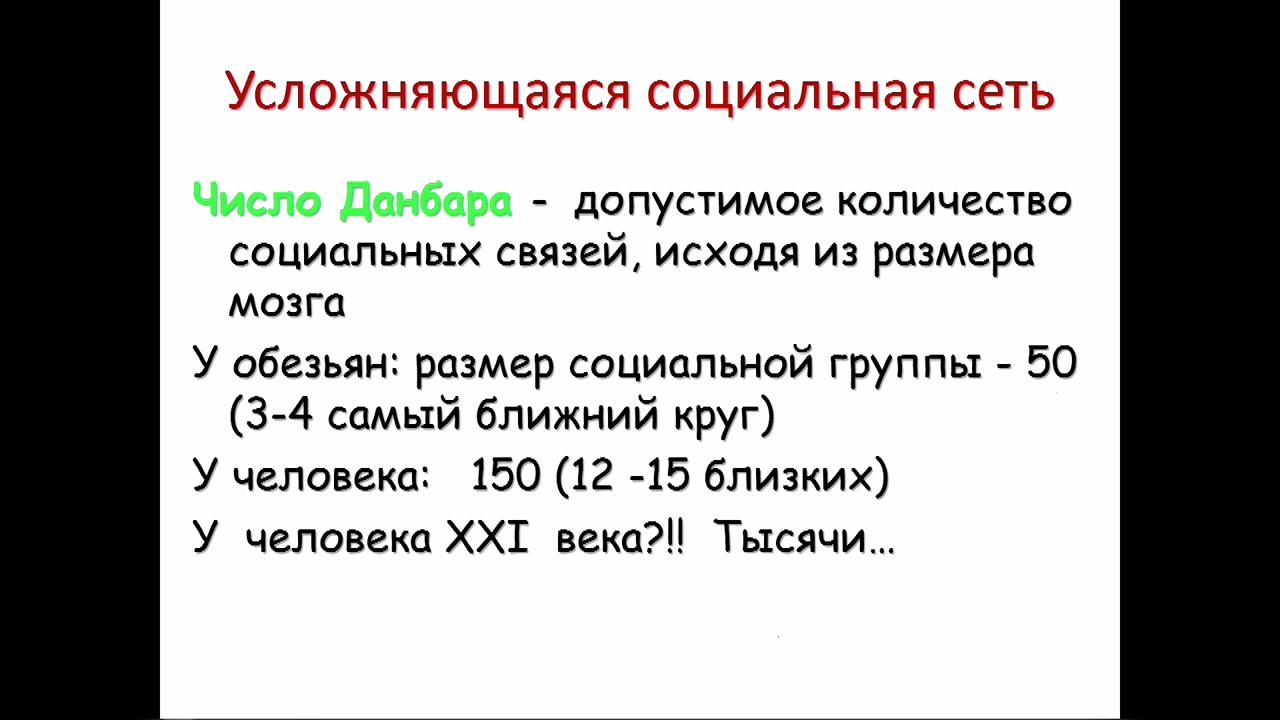 Усложняющаяся социальная сеть
Число Данбара - допустимое количество
социальных связей, исходя из размера
мозга
У обезьян: размер социальной группы - 50
(3-4 самый ближний круг)
У человека: 150 (12 -15 близких)
У человека XXI века?!! Тысячи…